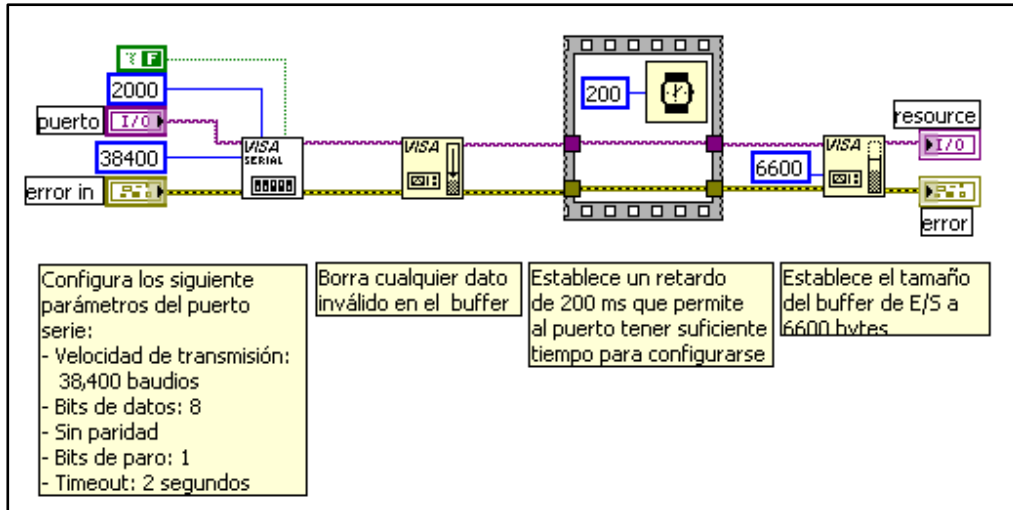 F
2000
puerto
I/O
38400
error in
VISA
SERIAL
VISA
200
6600
VISA
resource
I/O
error
Configura los siguiente
parámetros del puerto
serie:
- Velocidad de transmisión:
38,400 baudios
- Bits de datos: 8
- Sin paridad
- Bits de paro: 1
- Timeout: 2 segundos
Borra cualquier dato
inválido en el buffer
Establece un retardo
de 200 ms que permite
al puerto tener suficiente
tiempo para configurarse
Establece el tamaño
del buffer de E/S a
6600 bytes